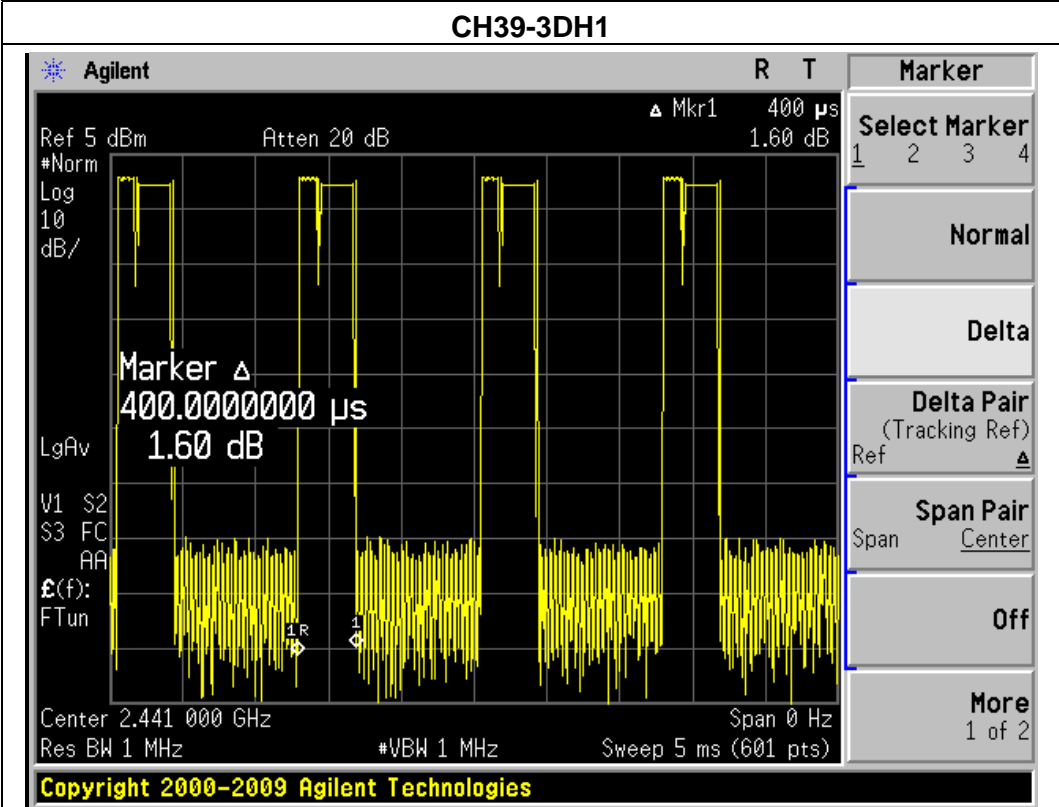 CH39-3DH1
Agilent R T Marker
Δ Mkr1 400 µs
Ref 5 dBm Atten 20 dB 1.60 dB
#Norm
Log
10
dB/
Marker Δ
400.0000000 µs
1.60 dB
LgAv
V1 S2
S3 FC
AA
£(f):
FTun
1R
1
Center 2.441 000 GHz Span 0 Hz
Res BW 1 MHz #VBW 1 MHz Sweep 5 ms (601 pts)
Copyright 2000-2009 Agilent Technologies
Select Marker
1 2 3 4
Normal
Delta
Delta Pair
(Tracking Ref)
Ref Δ
Span Pair
Span Center
Off
More
1 of 2